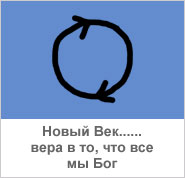 Новый Век......
вера в то, что все
мы Бог